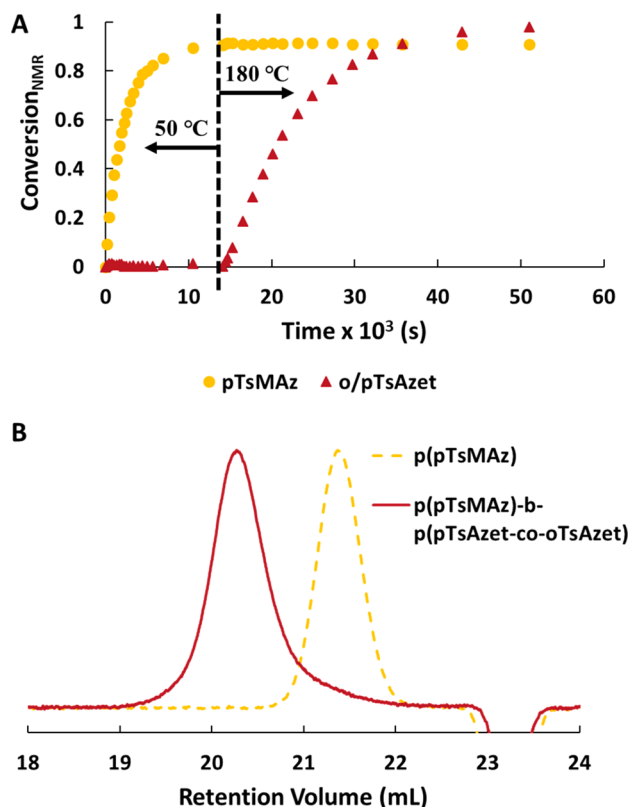 A
Conversion_NMR
1
0.8
0.6
0.4
0.2
0
180 °C
50 °C
0 10 20 30 40 50 60
Time x 10³ (s)
pTsMAz o/pTsAzet
B
p(pTsMAz)
p(pTsMAz)-b-
p(pTsAzet-co-oTsAzet)
18 19 20 21 22 23 24
Retention Volume (mL)